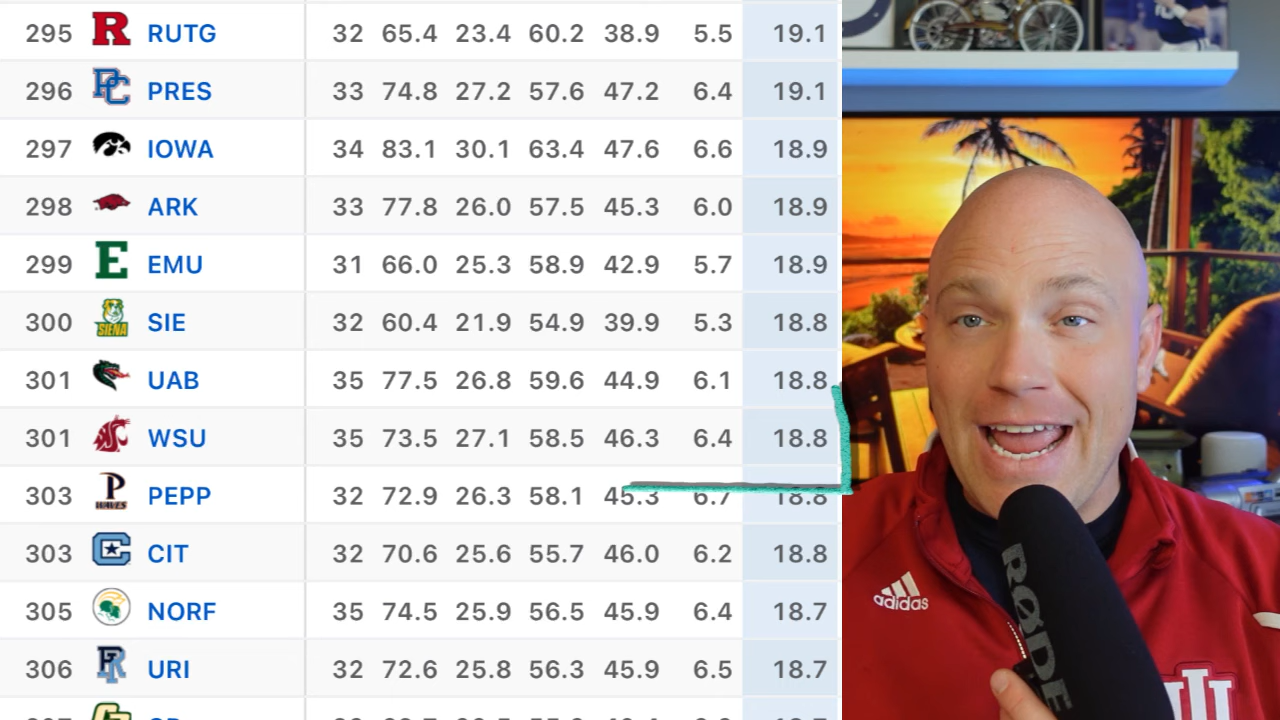 295 RUTG 32 65.4 23.4 60.2 38.9 5.5 19.1
296 PRES 33 74.8 27.2 57.6 47.2 6.4 19.1
297 IOWA 34 83.1 30.1 63.4 47.6 6.6 18.9
298 ARK 33 77.8 26.0 57.5 45.3 6.0 18.9
299 EMU 31 66.0 25.3 58.9 42.9 5.7 18.9
300 SIENA SIE 32 60.4 21.9 54.9 39.9 5.3 18.8
301 UAB 35 77.5 26.8 59.6 44.9 6.1 18.8
301 WSU 35 73.5 27.1 58.5 46.3 6.4 18.8
303 P WAVES PEPP 32 72.9 26.3 58.1 45.3 6.7 18.8
303 CIT 32 70.6 25.6 55.7 46.0 6.2 18.8
305 NORF 35 74.5 25.9 56.5 45.9 6.4 18.7
306 URI 32 72.6 25.8 56.3 45.9 6.5 18.7
adidas
RØDE
IU